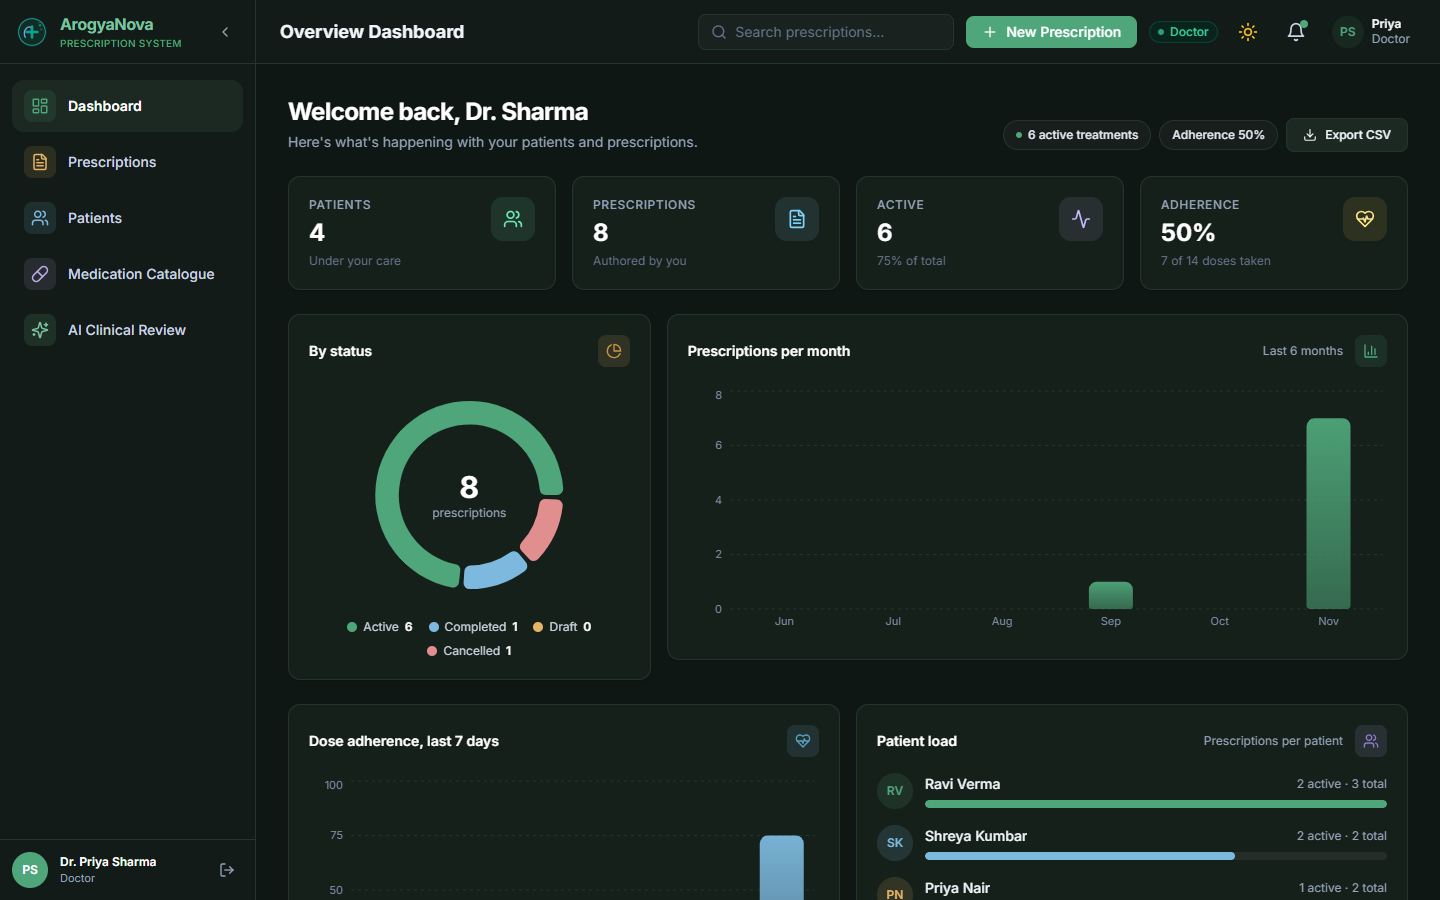 ArogyaNova
PRESCRIPTION SYSTEM
Dashboard
Prescriptions
Patients
Medication Catalogue
AI Clinical Review
PS
Dr. Priya Sharma
Doctor
Overview Dashboard
Search prescriptions...
New Prescription
Doctor
PS
Priya
Doctor
Welcome back, Dr. Sharma
Here's what's happening with your patients and prescriptions.
6 active treatments
Adherence 50%
Export CSV
PATIENTS
4
Under your care
PRESCRIPTIONS
8
Authored by you
ACTIVE
6
75% of total
ADHERENCE
50%
7 of 14 doses taken
By status
8
prescriptions
Active 6
Completed 1
Draft 0
Cancelled 1
Prescriptions per month
Last 6 months
8
6
4
2
0
Jun
Jul
Aug
Sep
Oct
Nov
Dose adherence, last 7 days
100
75
50
Patient load
Prescriptions per patient
RV
Ravi Verma
2 active · 3 total
SK
Shreya Kumbar
2 active · 2 total
PN
Priya Nair
1 active · 2 total